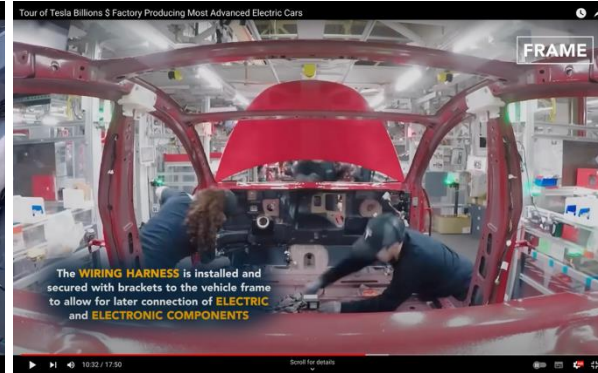 Tour of Tesla Billions $ Factory Producing Most Advanced Electric Cars
FRAME
The WIRING HARNESS is installed and
secured with brackets to the vehicle frame
to allow for later connection of ELECTRIC
and ELECTRONIC COMPONENTS
10:32 / 17:50
Scroll for details